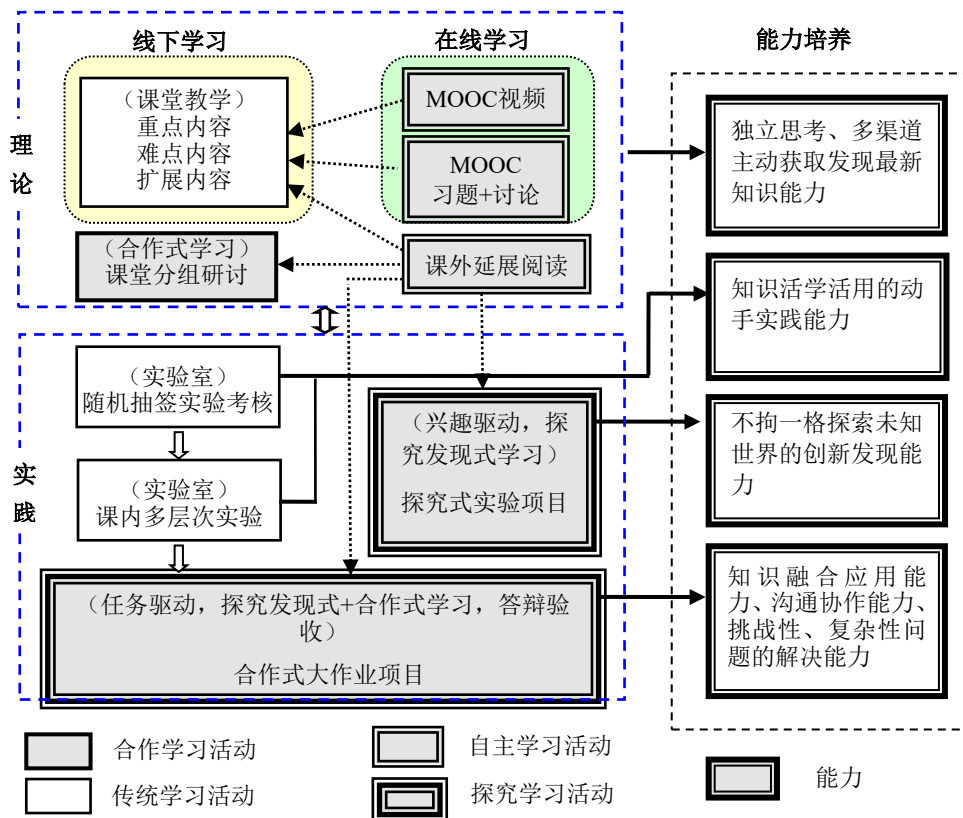 线下学习
在线学习
能力培养
理
论
（课堂教学）
重点内容
难点内容
扩展内容
MOOC视频
MOOC
习题+讨论
（合作式学习）
课堂分组研讨
课外延展阅读
独立思考、多渠道
主动获取发现最新
知识能力
知识活学活用的动
手实践能力
实
践
（实验室）
随机抽签实验考核
（实验室）
课内多层次实验
（兴趣驱动，探
究发现式学习）
探究式实验项目
不拘一格探索未知
世界的创新发现能
力
（任务驱动，探究发现式+合作式学习，答辩验
收）
合作式大作业项目
知识融合应用能
力、沟通协作能力、
挑战性、复杂性问
题的解决能力
合作学习活动
自主学习活动
传统学习活动
探究学习活动
能力